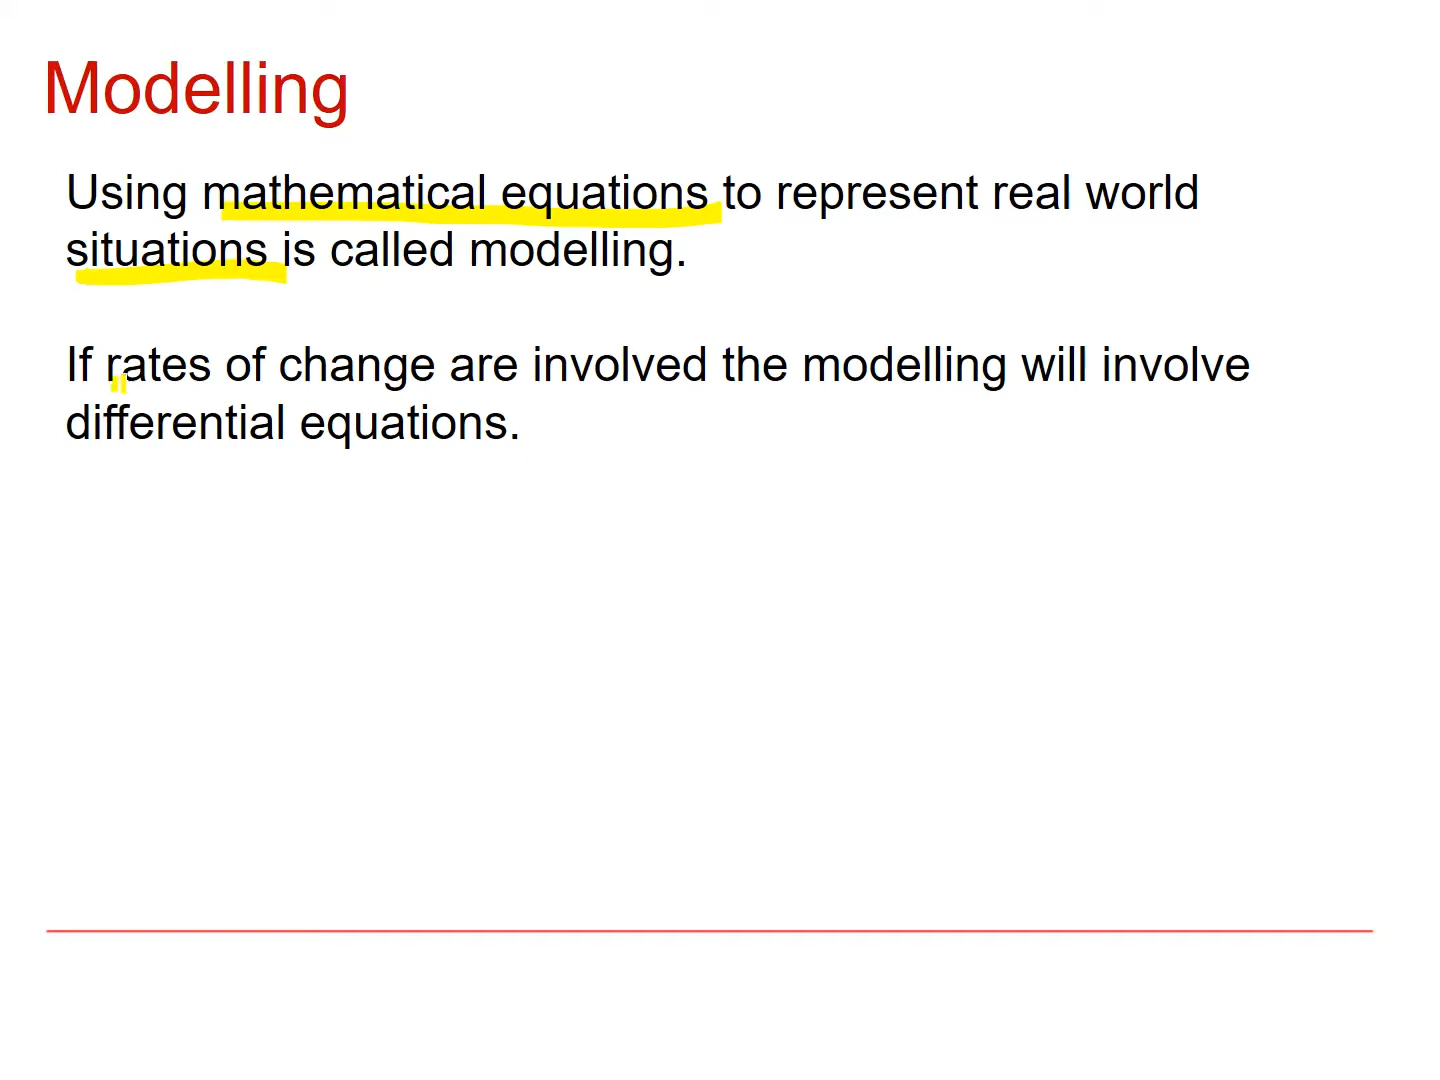 Modelling
Using mathematical equations to represent real world
situations is called modelling.
If rates of change are involved the modelling will involve
differential equations.